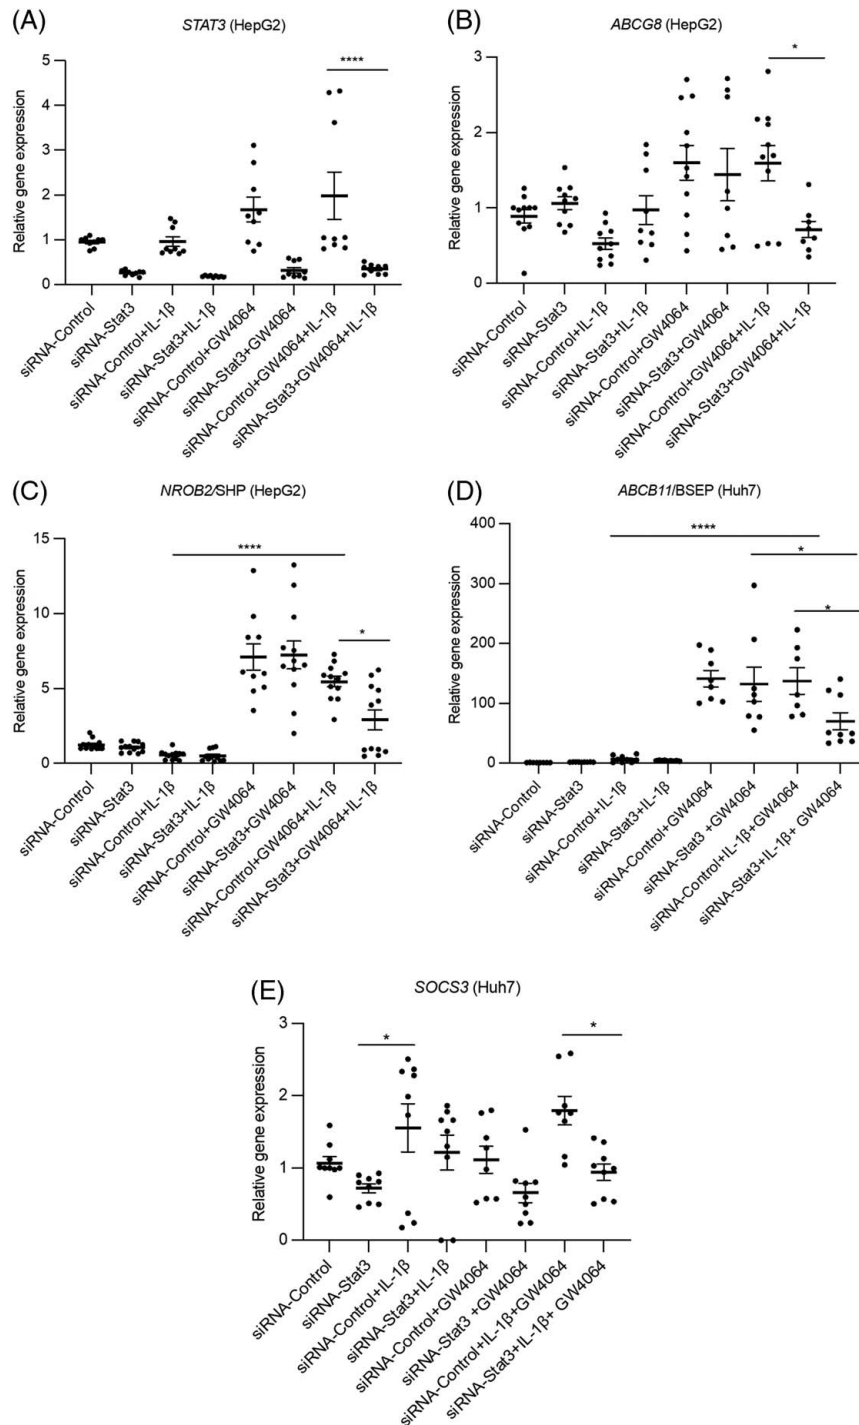 (A)
STAT3 (HepG2)
Relative gene expression
5
4
3
2
1
0
****
siRNA-Control
siRNA-Stat3
siRNA-Control+IL-1β
siRNA-Stat3+IL-1β
siRNA-Control+GW4064
siRNA-Stat3+GW4064
siRNA-Control+GW4064+IL-1β
siRNA-Stat3+GW4064+IL-1β
(B)
ABCG8 (HepG2)
Relative gene expression
3
2
1
0
*
siRNA-Control
siRNA-Stat3
siRNA-Control+IL-1β
siRNA-Stat3+IL-1β
siRNA-Control+GW4064
siRNA-Stat3+GW4064
siRNA-Control+GW4064+IL-1β
siRNA-Stat3+GW4064+IL-1β
(C)
NROB2/SHP (HepG2)
Relative gene expression
15
10
5
0
****
*
siRNA-Control
siRNA-Stat3
siRNA-Control+IL-1β
siRNA-Stat3+IL-1β
siRNA-Control+GW4064
siRNA-Stat3+GW4064
siRNA-Control+GW4064+IL-1β
siRNA-Stat3+GW4064+IL-1β
(D)
ABCB11/BSEP (Huh7)
Relative gene expression
400
300
200
100
0
****
*
*
siRNA-Control
siRNA-Stat3
siRNA-Control+IL-1β
siRNA-Stat3+IL-1β
siRNA-Control+GW4064
siRNA-Stat3 +GW4064
siRNA-Control+IL-1β+GW4064
siRNA-Stat3+IL-1β+ GW4064
(E)
SOCS3 (Huh7)
Relative gene expression
3
2
1
0
*
*
siRNA-Control
siRNA-Stat3
siRNA-Control+IL-1β
siRNA-Stat3+IL-1β
siRNA-Control+GW4064
siRNA-Stat3 +GW4064
siRNA-Control+IL-1β+GW4064
siRNA-Stat3+IL-1β+ GW4064